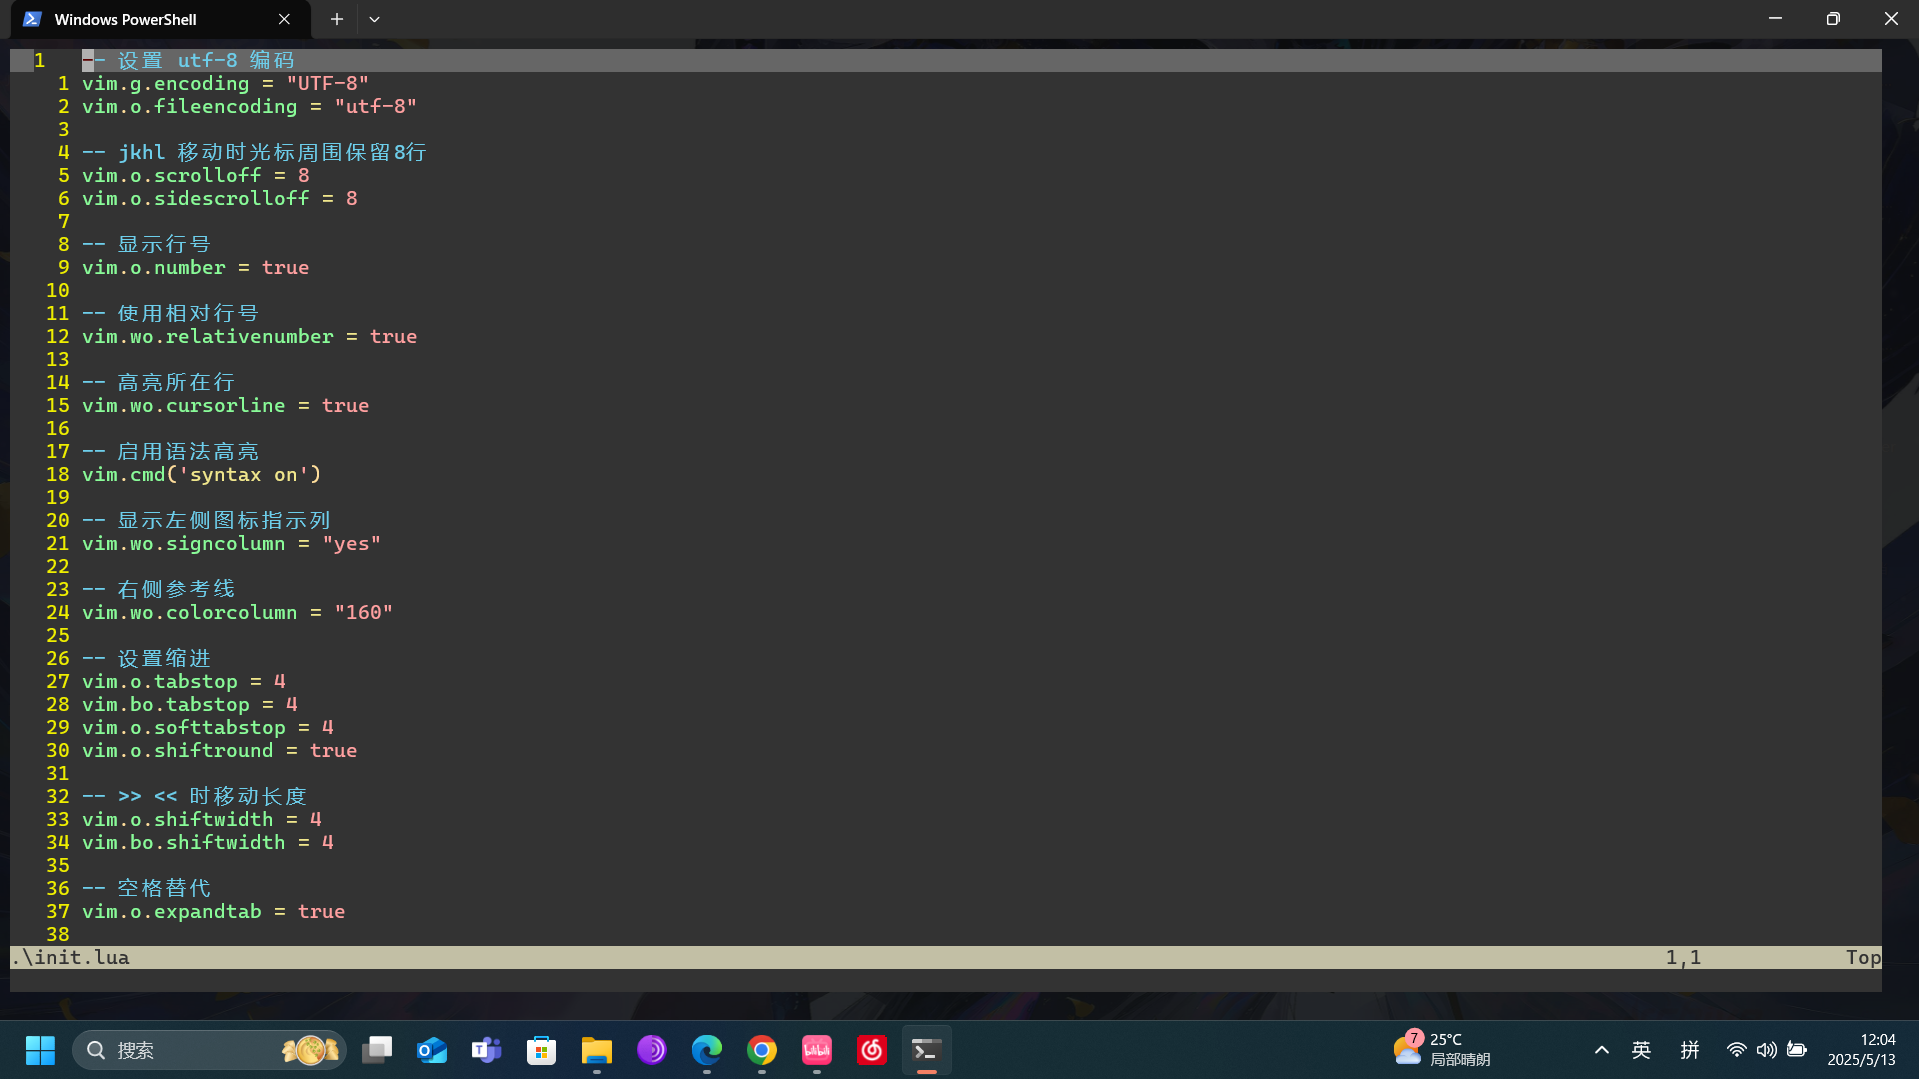 Windows PowerShell
1 -- 设置 utf-8 编码
1 vim.g.encoding = "UTF-8"
2 vim.o.fileencoding = "utf-8"
3
4 -- jkhl 移动时光标周围保留8行
5 vim.o.scrolloff = 8
6 vim.o.sidescrolloff = 8
7
8 -- 显示行号
9 vim.o.number = true
10
11 -- 使用相对行号
12 vim.wo.relativenumber = true
13
14 -- 高亮所在行
15 vim.wo.cursorline = true
16
17 -- 启用语法高亮
18 vim.cmd('syntax on')
19
20 -- 显示左侧图标指示列
21 vim.wo.signcolumn = "yes"
22
23 -- 右侧参考线
24 vim.wo.colorcolumn = "160"
25
26 -- 设置缩进
27 vim.o.tabstop = 4
28 vim.bo.tabstop = 4
29 vim.o.softtabstop = 4
30 vim.o.shiftround = true
31
32 -- >> << 时移动长度
33 vim.o.shiftwidth = 4
34 vim.bo.shiftwidth = 4
35
36 -- 空格替代
37 vim.o.expandtab = true
38
.\init.lua 1,1 Top
搜索
bilibili
7
25°C
局部晴朗
英
拼
12:04
2025/5/13